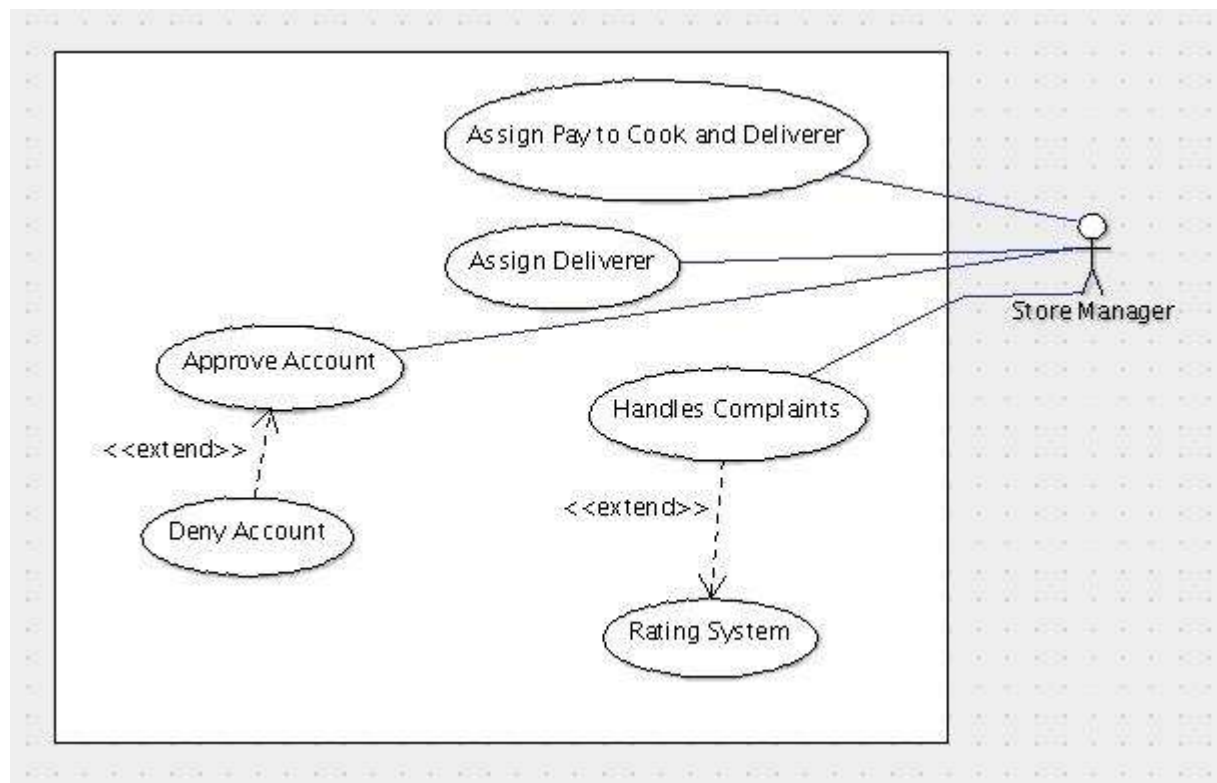 Assign Pay to Cook and Deliverer
Assign Deliverer
Store Manager
Approve Account
Handles Complaints
<<extend>>
<<extend>>
Deny Account
Rating System